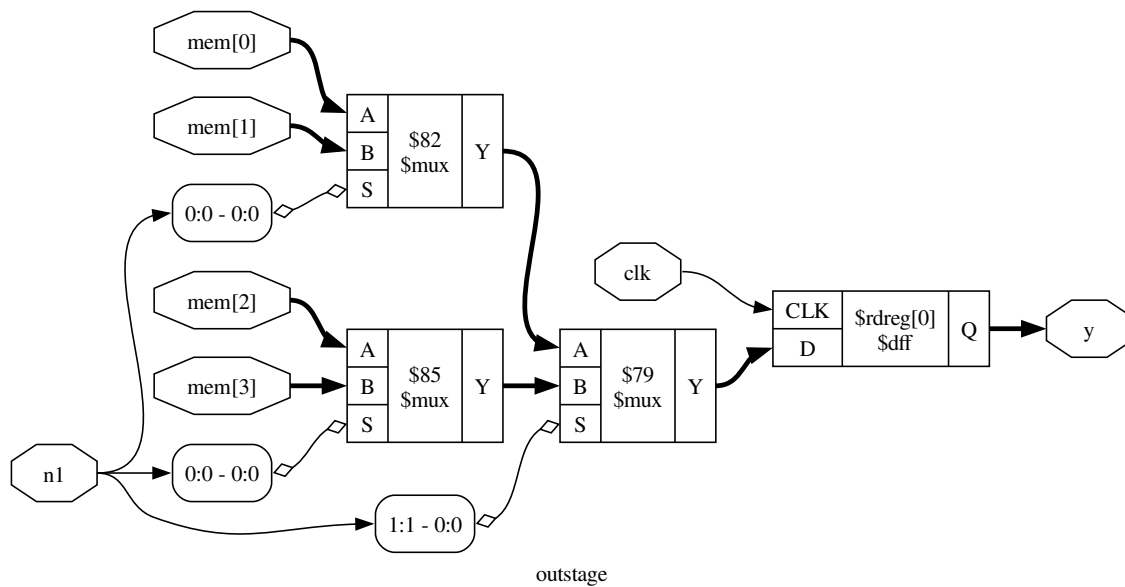 mem[0]
mem[1]
A
B
S
$82
$mux
Y
0:0 - 0:0
mem[2]
mem[3]
A
B
S
$85
$mux
Y
n1
0:0 - 0:0
1:1 - 0:0
A
B
S
$79
$mux
Y
clk
CLK
D
$rdreg[0]
$dff
Q
y
outstage